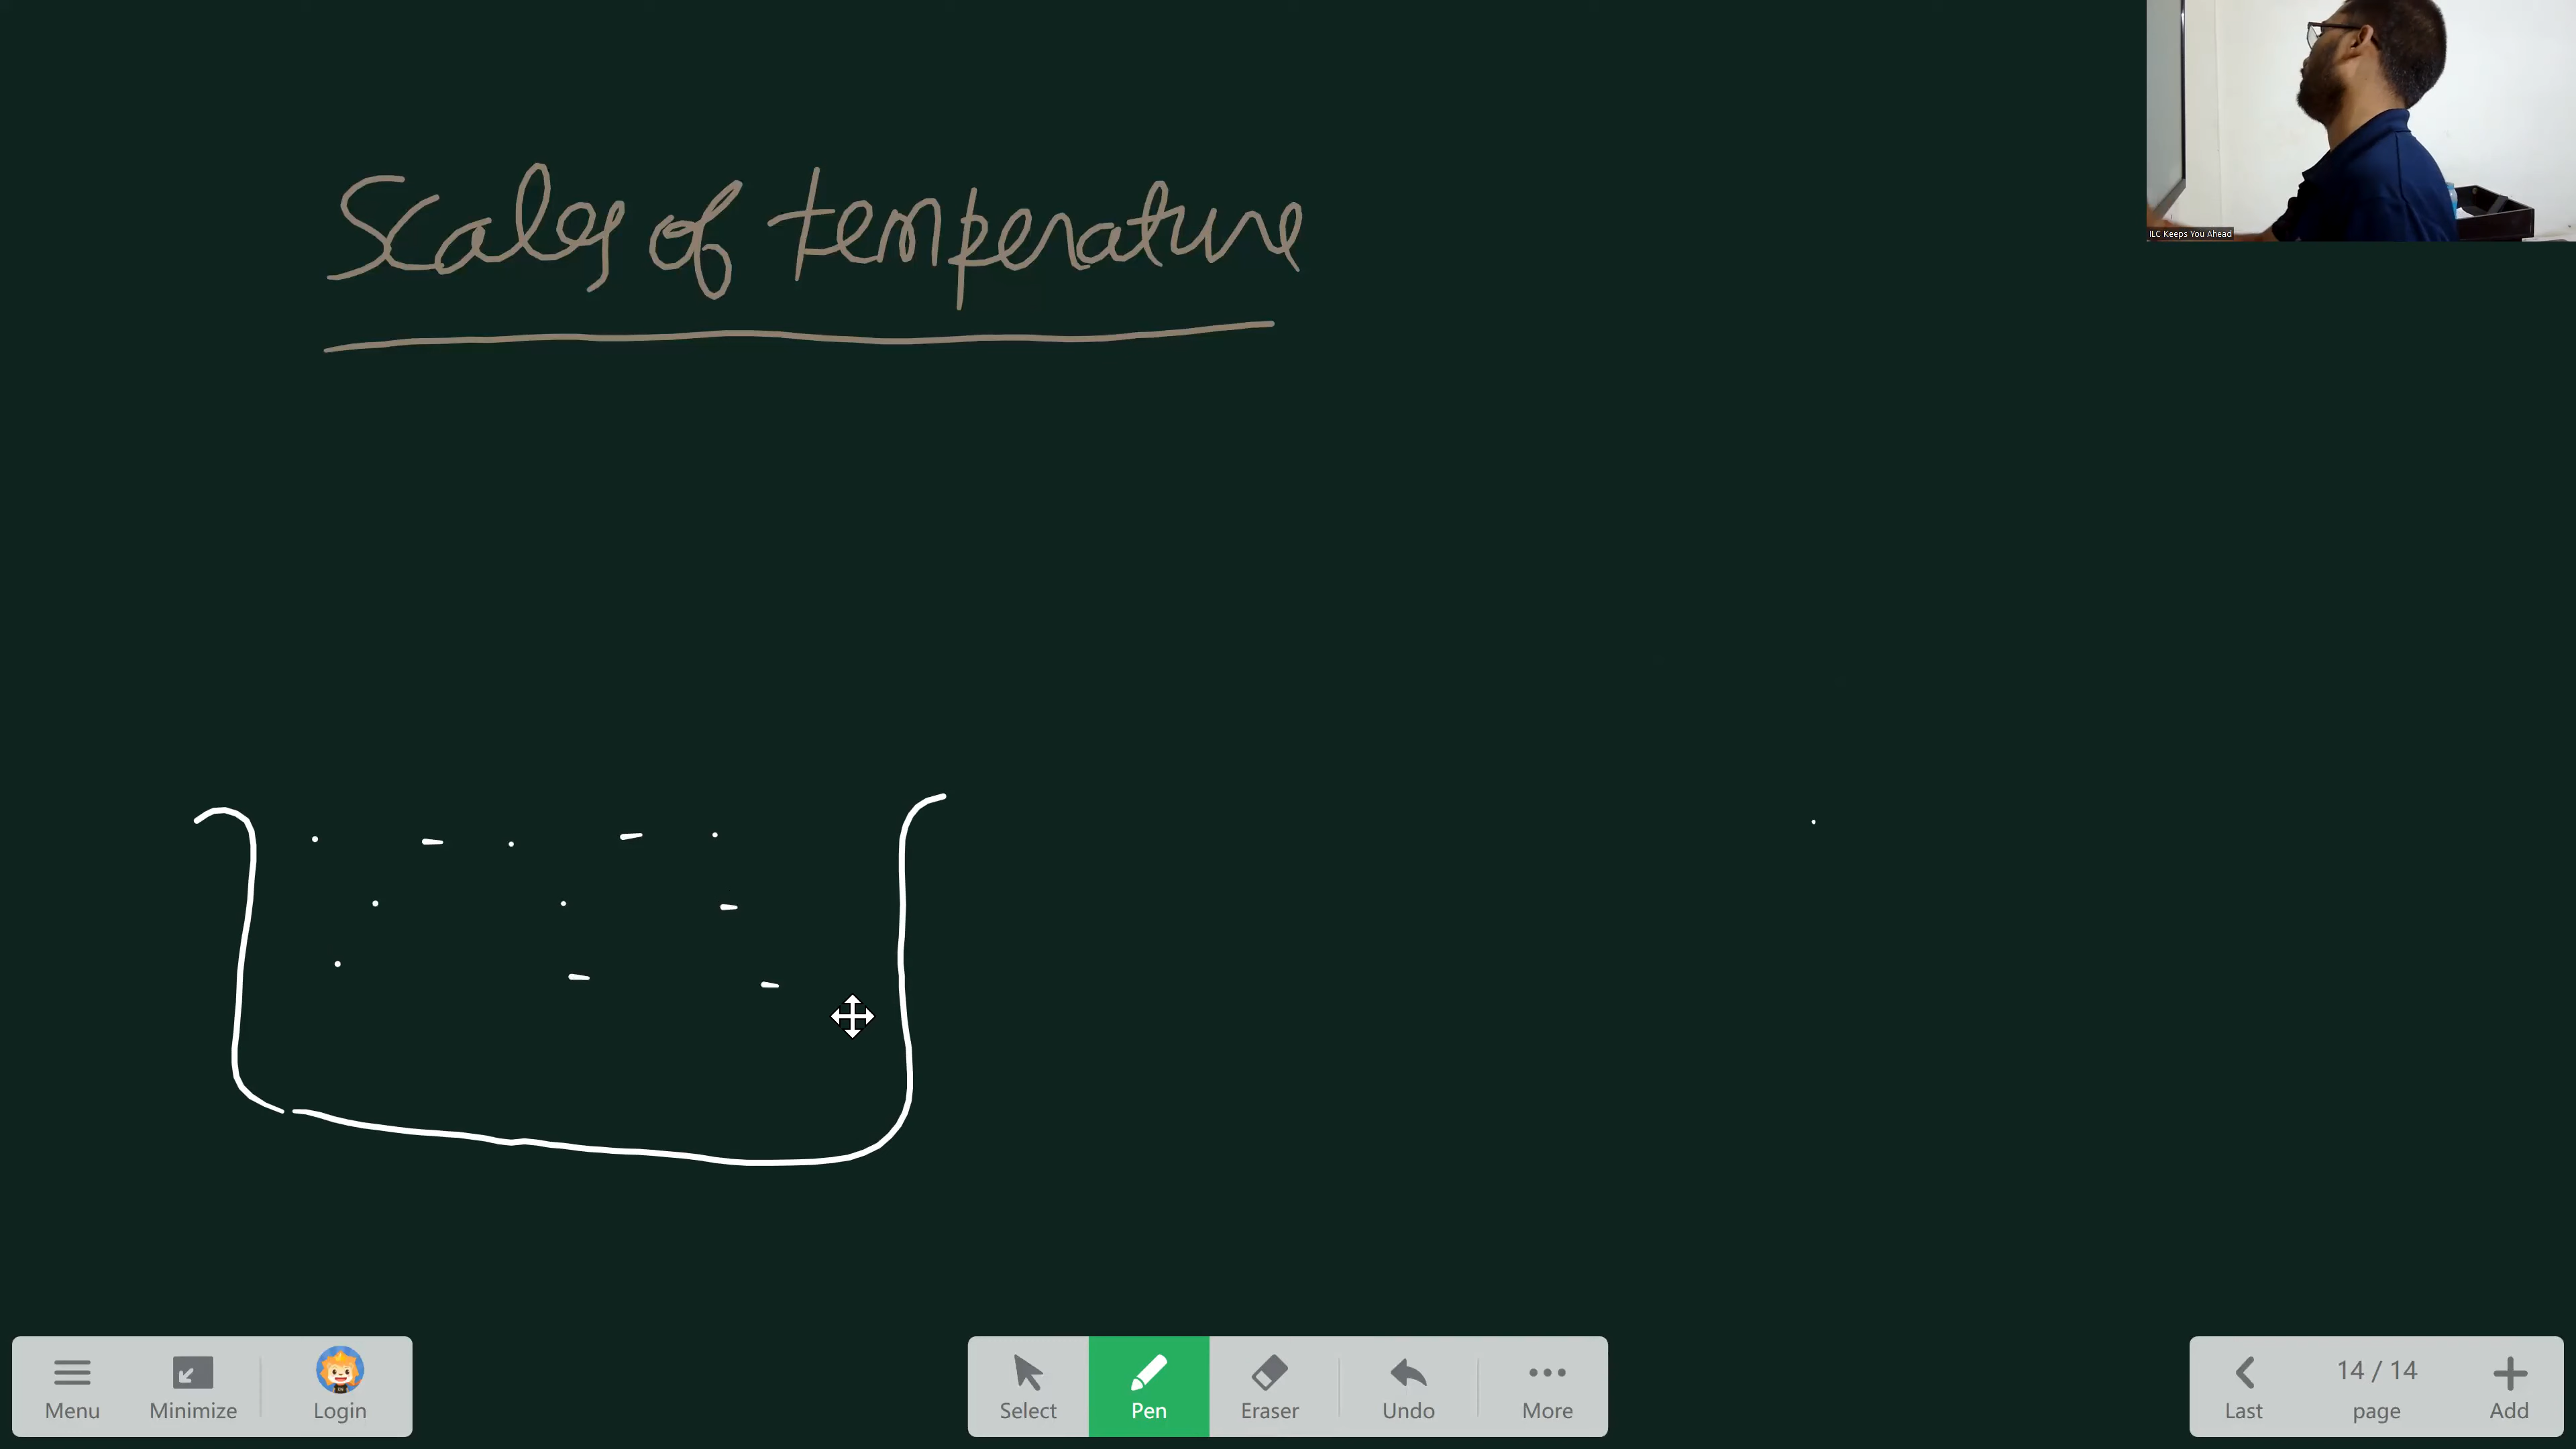 Scales of temperature
ILC Keeps You Ahead
Menu
Minimize
Login
Select
Pen
Eraser
Undo
More
Last
14 / 14
page
Add